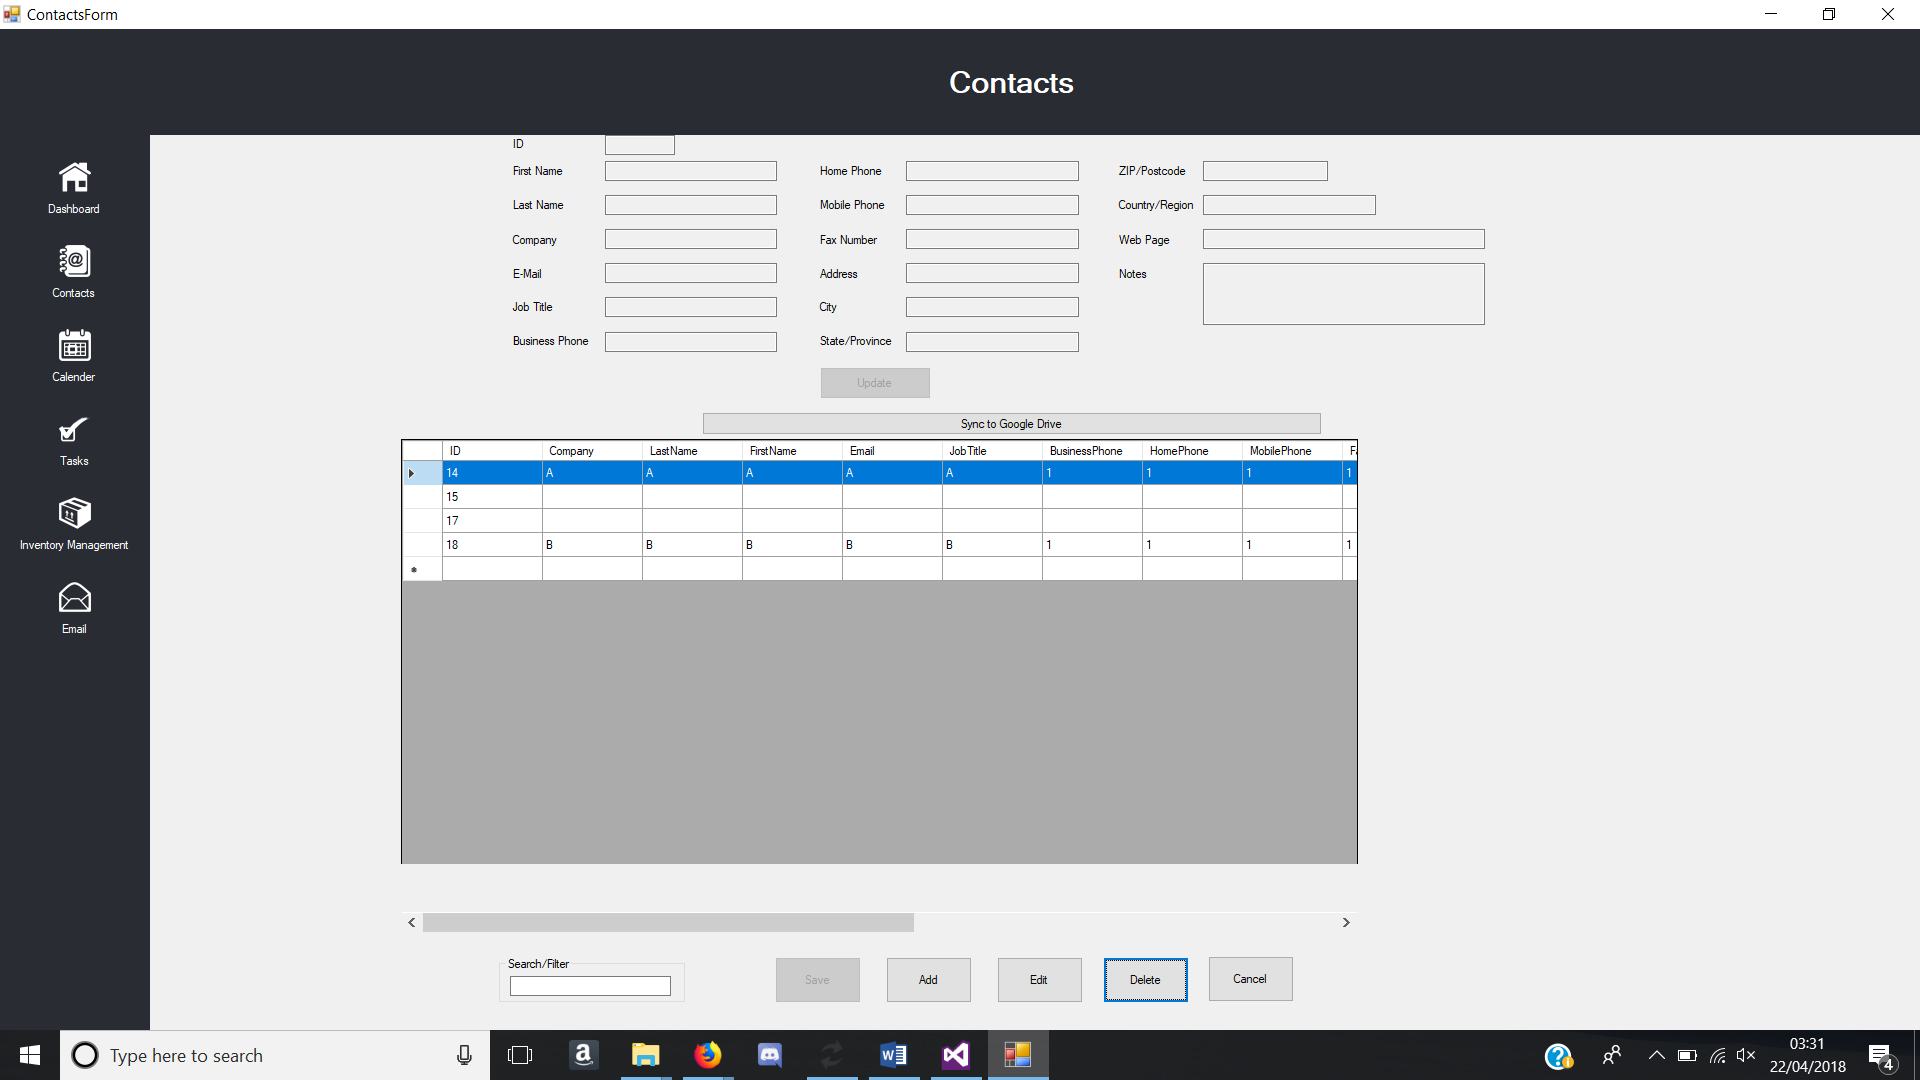 ContactsForm
Contacts
Dashboard
Contacts
Calender
Tasks
Inventory Management
Email
ID
First Name Home Phone ZIP/Postcode
Last Name Mobile Phone Country/Region
Company Fax Number Web Page
E-Mail Address Notes
Job Title City
Business Phone State/Province
Update
Sync to Google Drive
ID Company LastName FirstName Email JobTitle BusinessPhone HomePhone MobilePhone
14 A A A A A 1 1 1 1
15
17
18 B B B B B 1 1 1 1
Search/Filter
Save Add Edit Delete Cancel
Type here to search
03:31
22/04/2018
4